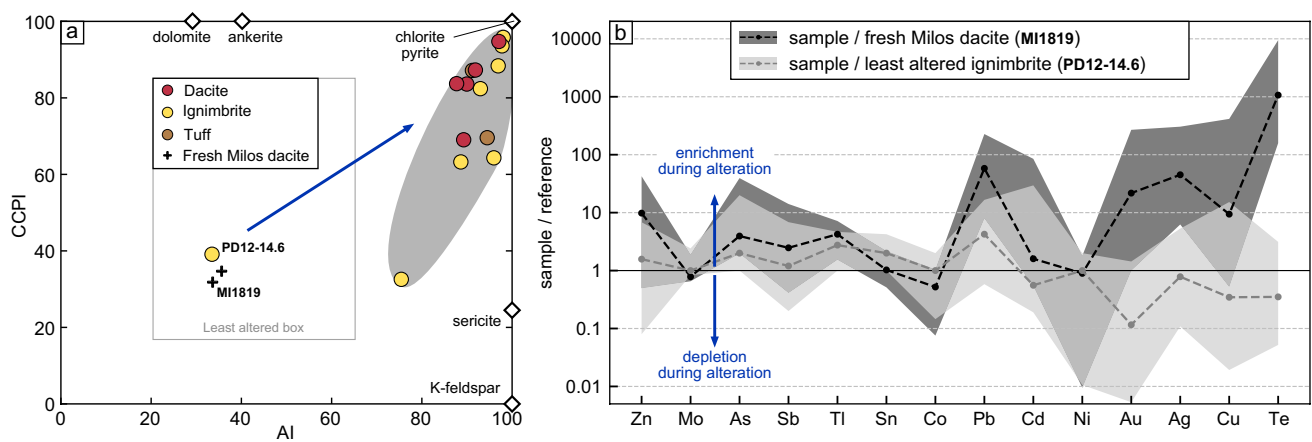 a
CCPI
100
80
60
40
20
0
0
20
40
60
80
100
AI
dolomite
ankerite
chlorite
pyrite
Dacite
Ignimbrite
Tuff
Fresh Milos dacite
PD12-14.6
MI1819
Least altered box
sericite
K-feldspar
b
sample / reference
10000
1000
100
10
1
0.1
0.01
sample / fresh Milos dacite (MI1819)
sample / least altered ignimbrite (PD12-14.6)
enrichment
during alteration
depletion
during alteration
Zn Mo As Sb Tl Sn Co Pb Cd Ni Au Ag Cu Te